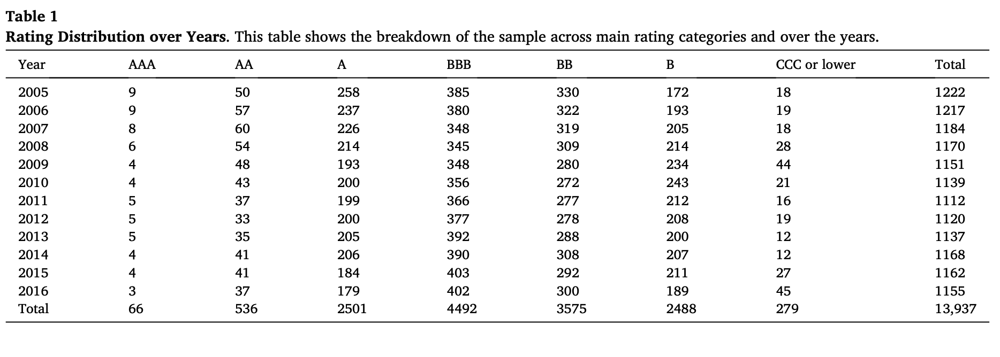 Table 1
Rating Distribution over Years. This table shows the breakdown of the sample across main rating categories and over the years.
Year AAA AA A BBB BB B CCC or lower Total
2005 9 50 258 385 330 172 18 1222
2006 9 57 237 380 322 193 19 1217
2007 8 60 226 348 319 205 18 1184
2008 6 54 214 345 309 214 28 1170
2009 4 48 193 348 280 234 44 1151
2010 4 43 200 356 272 243 21 1139
2011 5 37 199 366 277 212 16 1112
2012 5 33 200 377 278 208 19 1120
2013 5 35 205 392 288 200 12 1137
2014 4 41 206 390 308 207 12 1168
2015 4 41 184 403 292 211 27 1162
2016 3 37 179 402 300 189 45 1155
Total 66 536 2501 4492 3575 2488 279 13,937